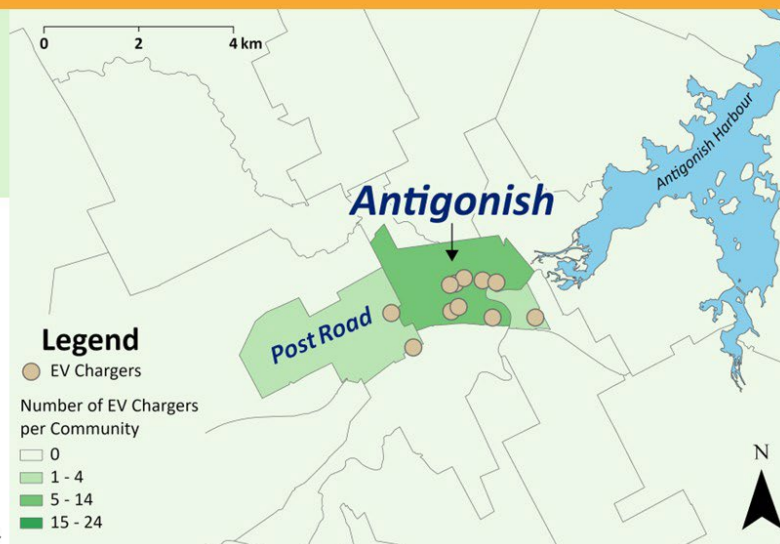 0 2 4 km
Antigonish Harbour
Antigonish
Post Road
Legend
EV Chargers
Number of EV Chargers
per Community
0
1 - 4
5 - 14
15 - 24
N